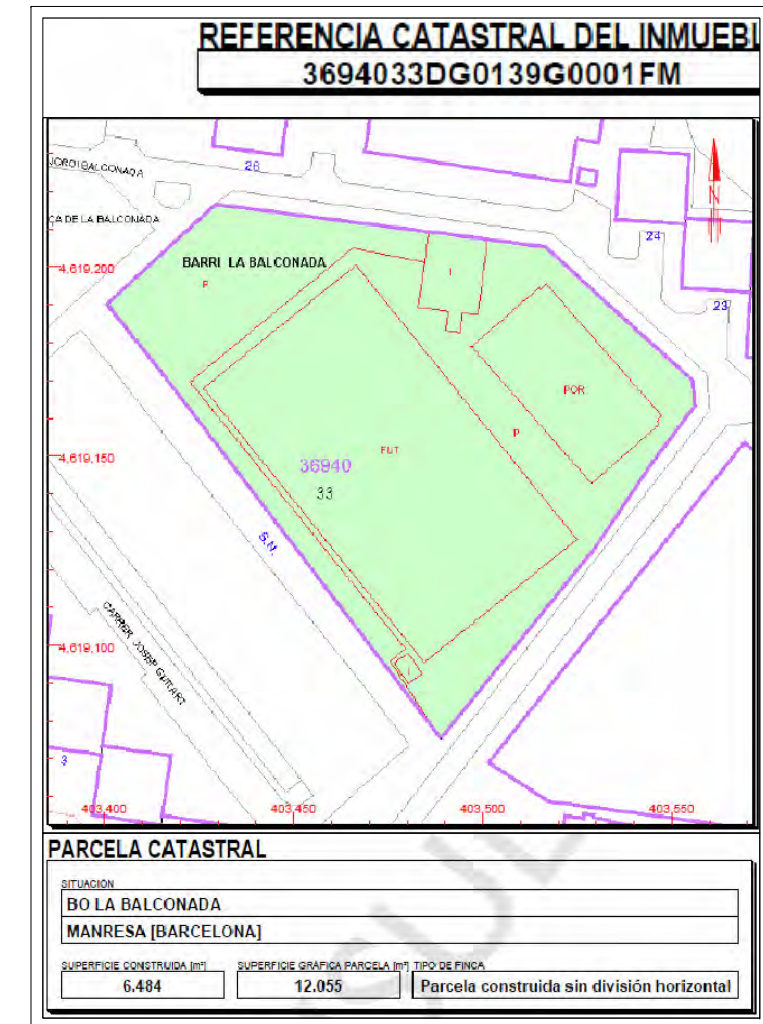 REFERENCIA CATASTRAL DEL INMUEBL
3694033DG0139G0001FM
JORDI BALCONADA
26
ÇA DE LA BALCONADA
N
24
4,619,200
BARRI LA BALCONADA
P
I
23
POR
P
FUT
4,619,150
36940
33
S.N.
4,619,100
CARRER JOSEP GUITART
I
3
403,400
403,450
403,500
403,550
PARCELA CATASTRAL
SITUACIÓN
BO LA BALCONADA
MANRESA [BARCELONA]
SUPERFICIE CONSTRUIDA [m²]
SUPERFICIE GRÁFICA PARCELA [m²]
TIPO DE FINCA
6.484
12.055
Parcela construida sin división horizontal